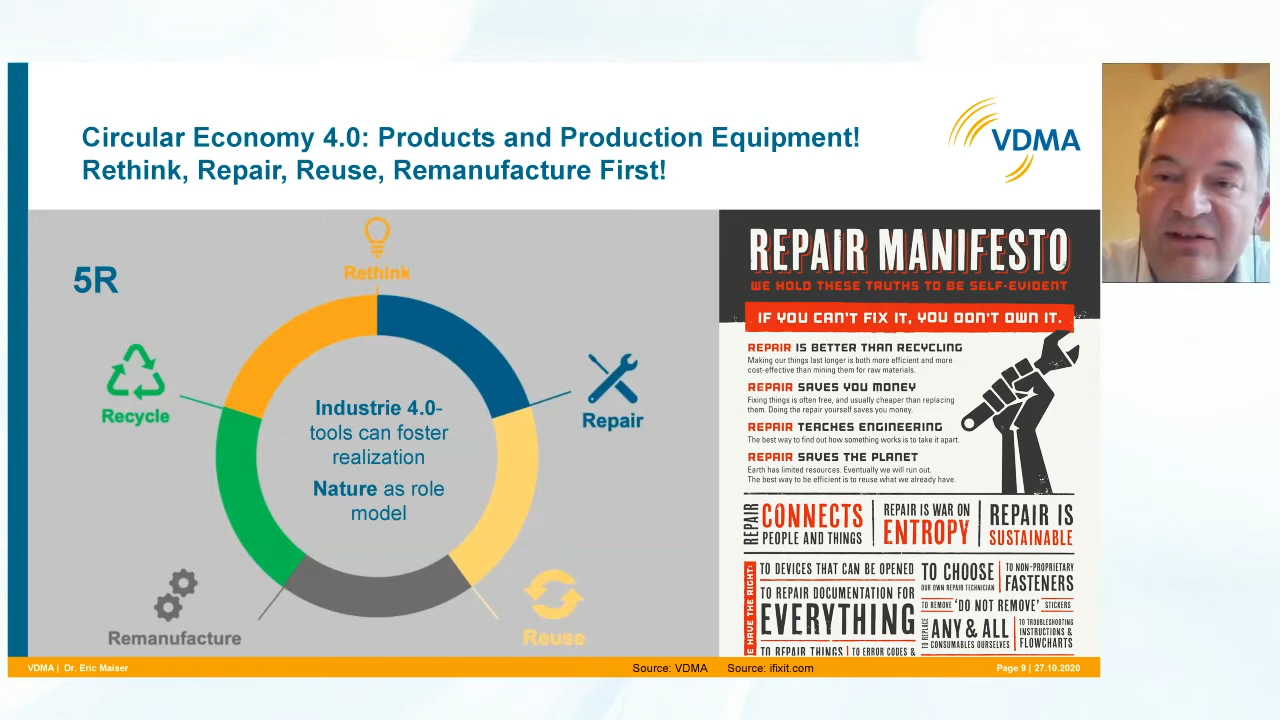 Circular Economy 4.0: Products and Production Equipment!
Rethink, Repair, Reuse, Remanufacture First!
VDMA
5R
Rethink
Repair
Reuse
Remanufacture
Recycle
Industrie 4.0-
tools can foster
realization
Nature as role
model
REPAIR MANIFESTO
WE HOLD THESE TRUTHS TO BE SELF-EVIDENT
IF YOU CAN'T FIX IT, YOU DON'T OWN IT.
REPAIR IS BETTER THAN RECYCLING
Making our things last longer is both more efficient and more
cost-effective than mining them for raw materials.
REPAIR SAVES YOU MONEY
Fixing things is often free, and usually cheaper than replacing
them. Doing the repair yourself saves you money.
REPAIR TEACHES ENGINEERING
The best way to find out how something works is to take it apart.
REPAIR SAVES THE PLANET
Earth has limited resources. Eventually we will run out.
The best way to be efficient is to reuse what we already have.
REPAIR
CONNECTS
PEOPLE AND THINGS
REPAIR IS WAR ON
ENTROPY
REPAIR IS
SUSTAINABLE
E HAVE THE RIGHT:
TO DEVICES THAT CAN BE OPENED
TO REPAIR DOCUMENTATION FOR
EVERYTHING
TO REPAIR THINGS
TO ERROR CODES &
TO CHOOSE
OUR OWN REPAIR TECHNICIAN
TO NON-PROPRIETARY
FASTENERS
TO REMOVE 'DO NOT REMOVE' STICKERS
TO REPLACE
ANY & ALL
CONSUMABLES OURSELVES
TO TROUBLESHOOTING
INSTRUCTIONS &
FLOWCHARTS
VDMA | Dr. Eric Maiser
Source: VDMA
Source: ifixit.com
Page 9 | 27.10.2020